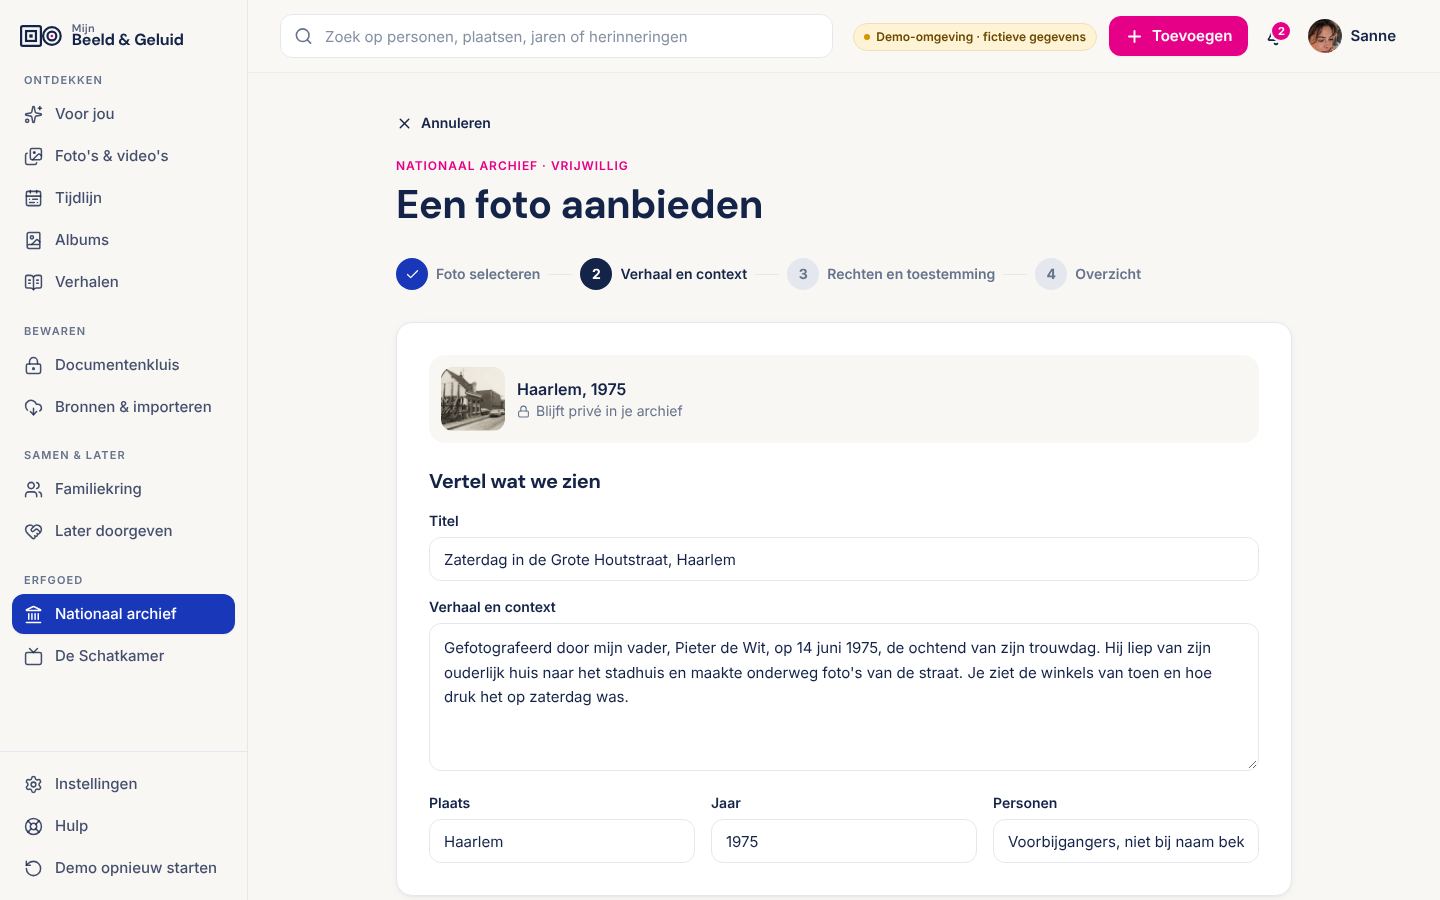 Mijn
Beeld & Geluid
Zoek op personen, plaatsen, jaren of herinneringen
Demo-omgeving · fictieve gegevens
Toevoegen
2
Sanne
ONTDEKKEN
Voor jou
Foto's & video's
Tijdlijn
Albums
Verhalen
BEWAREN
Documentenkluis
Bronnen & importeren
SAMEN & LATER
Familiekring
Later doorgeven
ERFGOED
Nationaal archief
De Schatkamer
Instellingen
Hulp
Demo opnieuw starten
Annuleren
NATIONAAL ARCHIEF · VRIJWILLIG
Een foto aanbieden
Foto selecteren
2 Verhaal en context
3 Rechten en toestemming
4 Overzicht
Haarlem, 1975
Blijft privé in je archief
Vertel wat we zien
Titel
Zaterdag in de Grote Houtstraat, Haarlem
Verhaal en context
Gefotografeerd door mijn vader, Pieter de Wit, op 14 juni 1975, de ochtend van zijn trouwdag. Hij liep van zijn
ouderlijk huis naar het stadhuis en maakte onderweg foto's van de straat. Je ziet de winkels van toen en hoe
druk het op zaterdag was.
Plaats
Haarlem
Jaar
1975
Personen
Voorbijgangers, niet bij naam bek